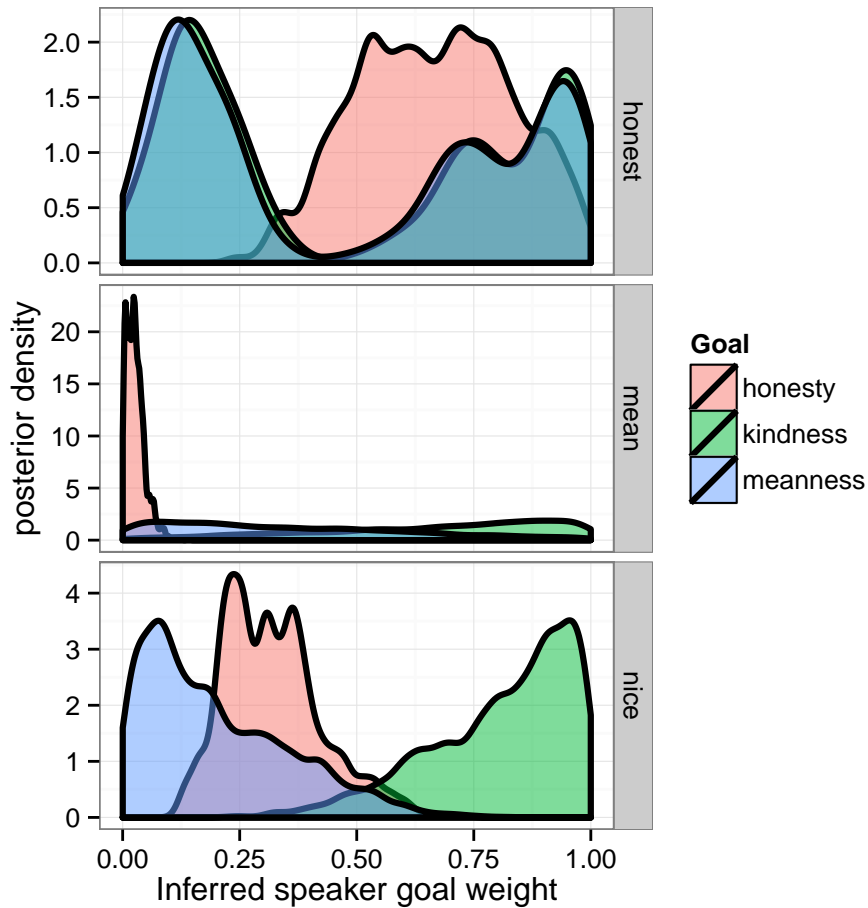 2.0
1.5
1.0
0.5
0.0
honest
20
15
10
5
0
mean
4
3
2
1
0
nice
0.00 0.25 0.50 0.75 1.00
Inferred speaker goal weight
posterior density
Goal
honesty
kindness
meanness